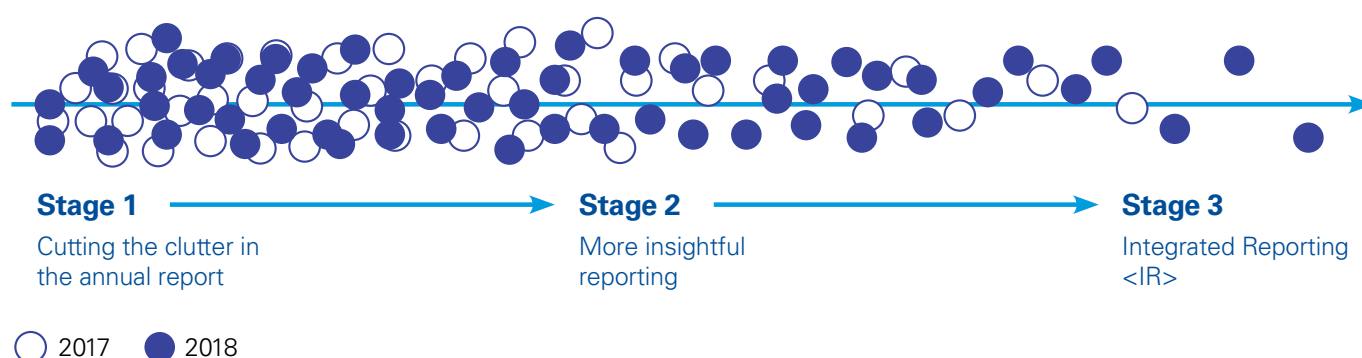 Stage 1
Cutting the clutter in
the annual report
Stage 2
More insightful
reporting
Stage 3
Integrated Reporting
<IR>
2017
2018